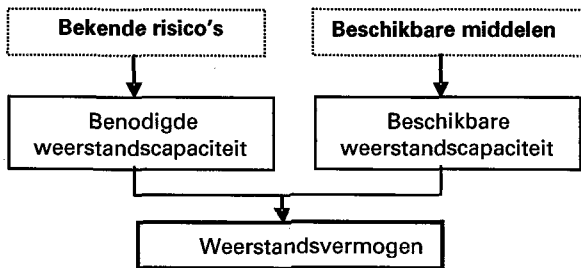 Bekende risico's
Beschikbare middelen
Benodigde
weerstandscapaciteit
Beschikbare
weerstandscapaciteit
Weerstandsvermogen